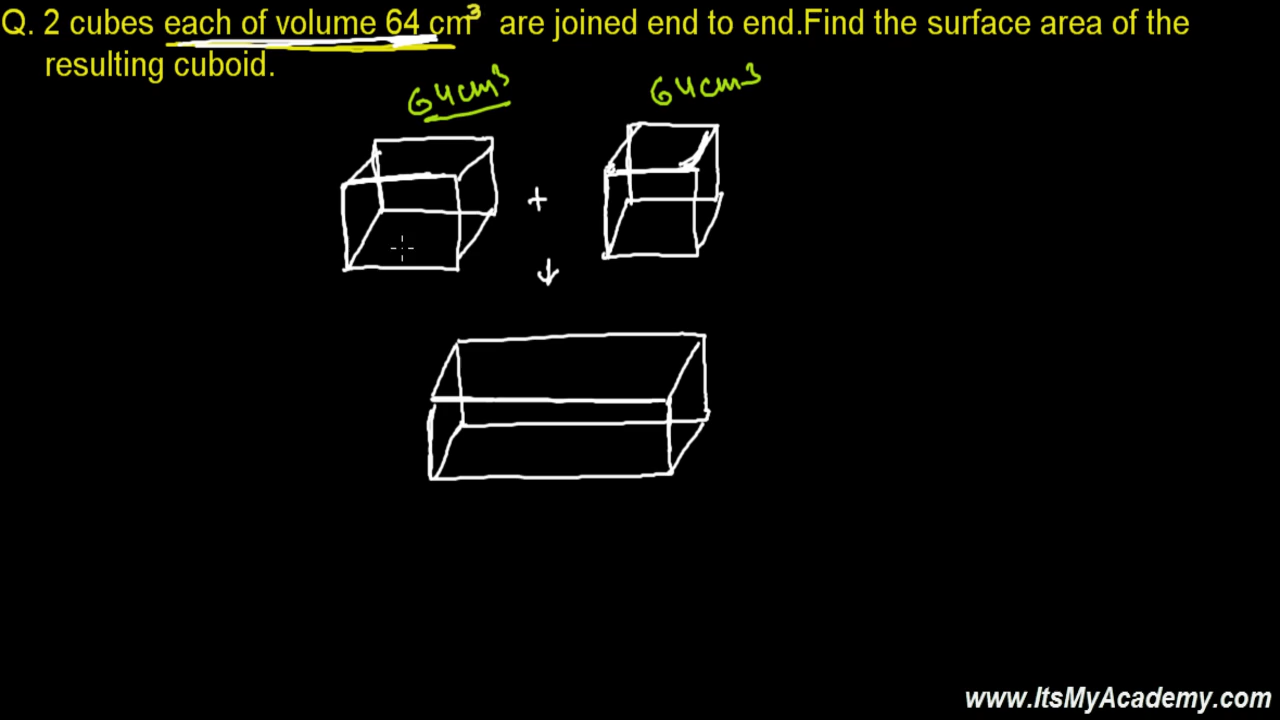 Q. 2 cubes each of volume 64 cm³ are joined end to end.Find the surface area of the
resulting cuboid.
64cm³ 64cm³
+
www.ItsMyAcademy.com